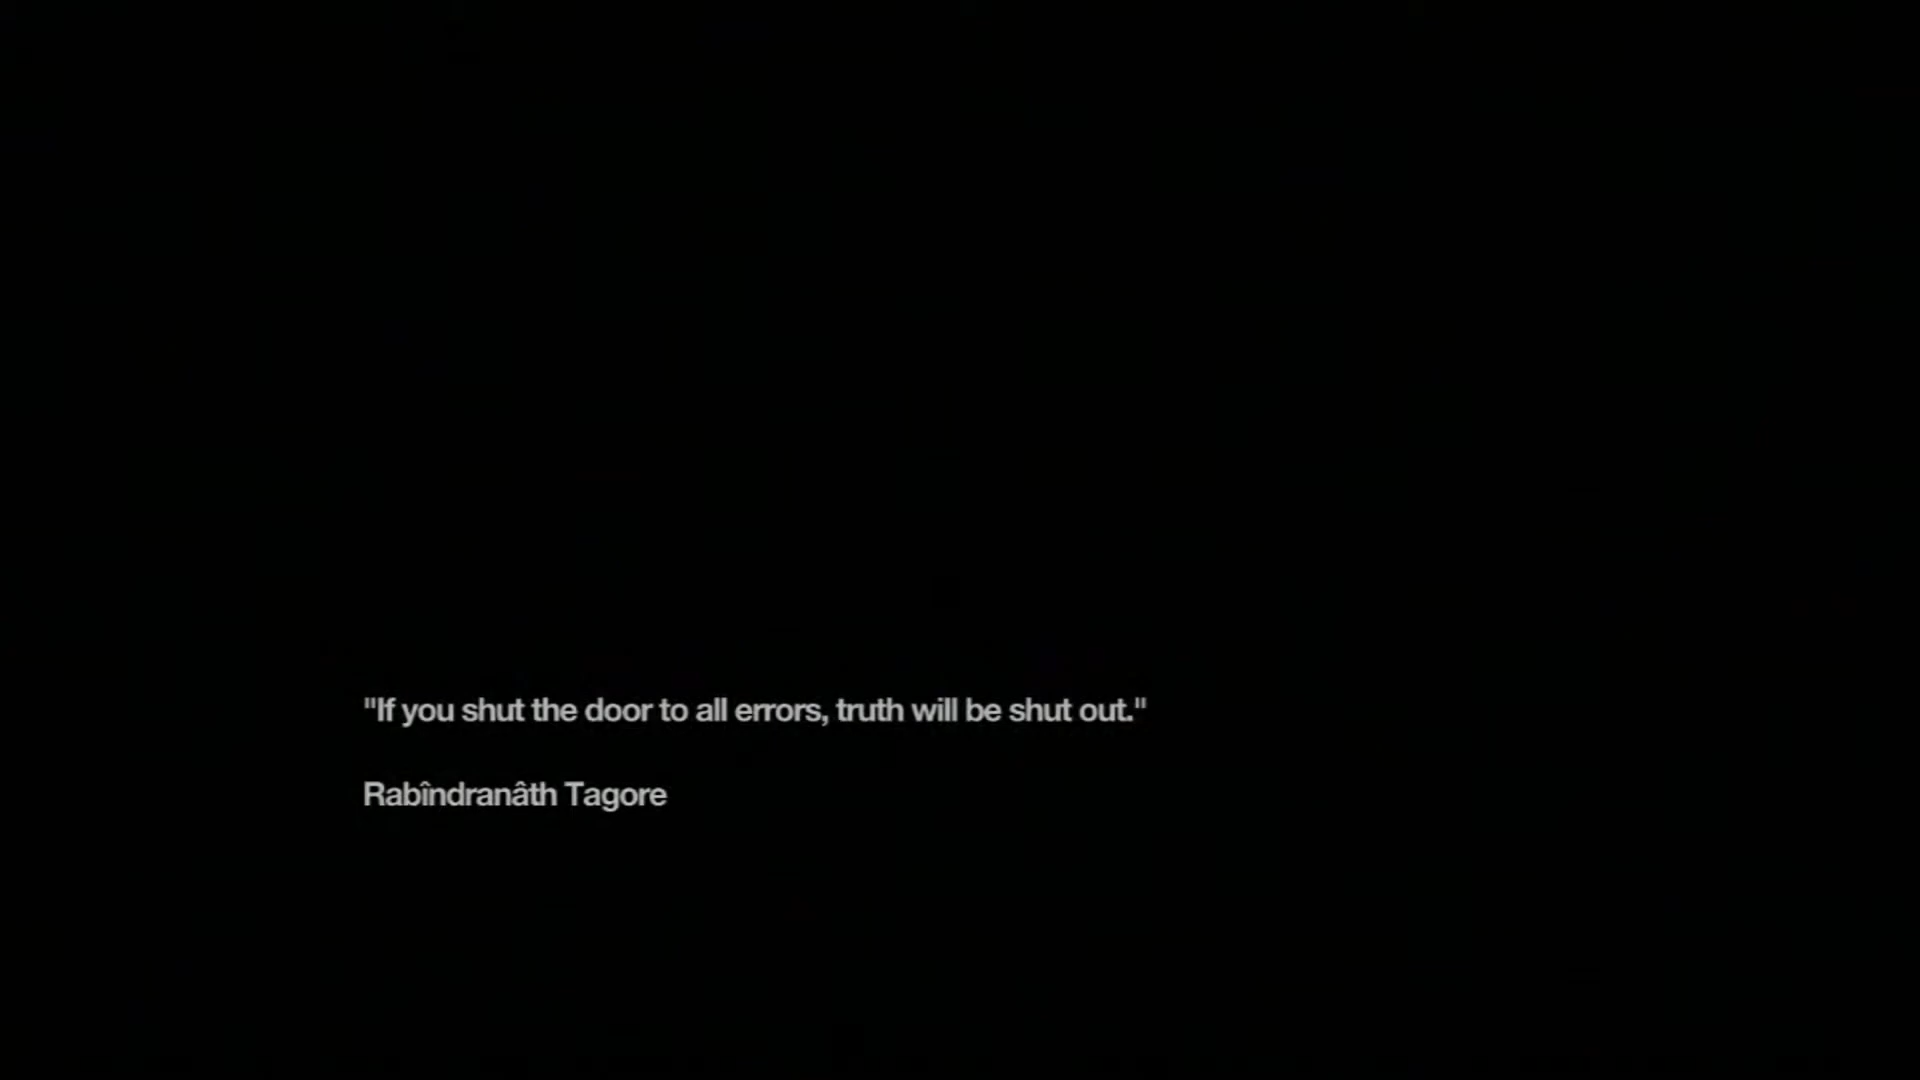 "If you shut the door to all errors, truth will be shut out."
Rabîndranâth Tagore